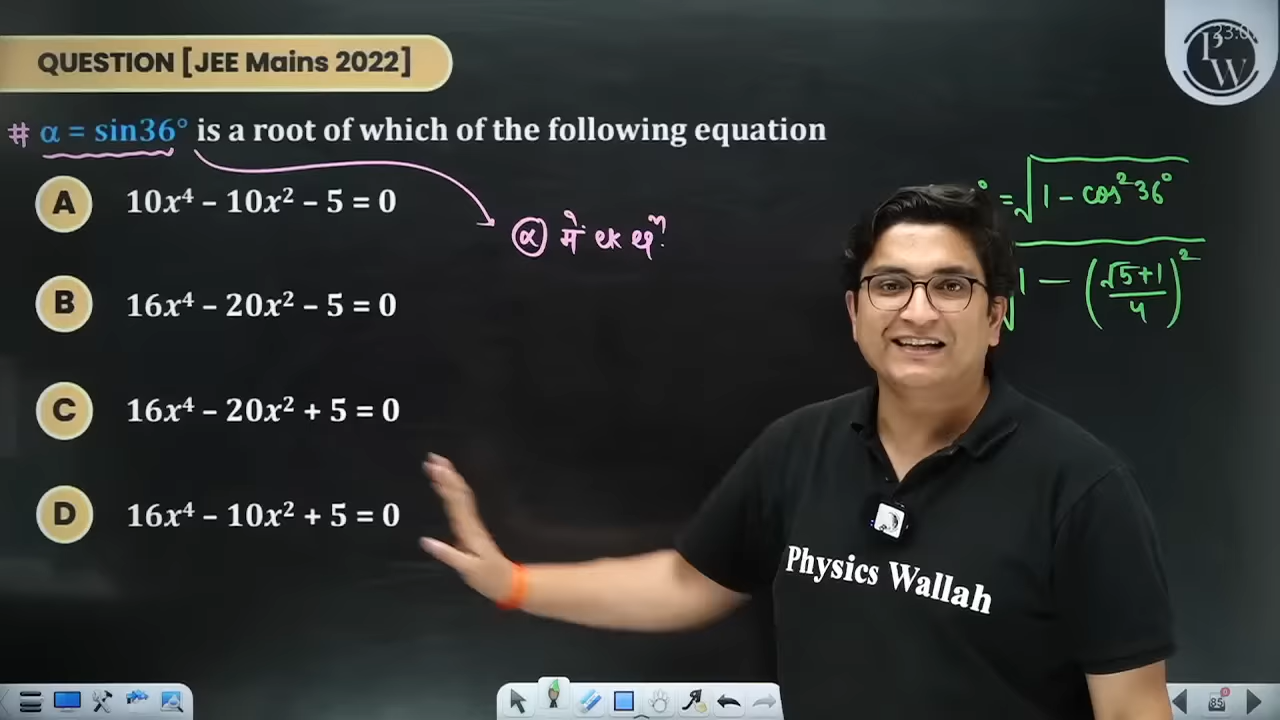 QUESTION [JEE Mains 2022]
# α = sin36° is a root of which of the following equation
A 10x⁴ – 10x² – 5 = 0
B 16x⁴ – 20x² – 5 = 0
C 16x⁴ – 20x² + 5 = 0
D 16x⁴ – 10x² + 5 = 0
α में
° = √(1 - cos²36°)
√(1 - ((√5+1)/4)²)
PW
Physics Wallah
85